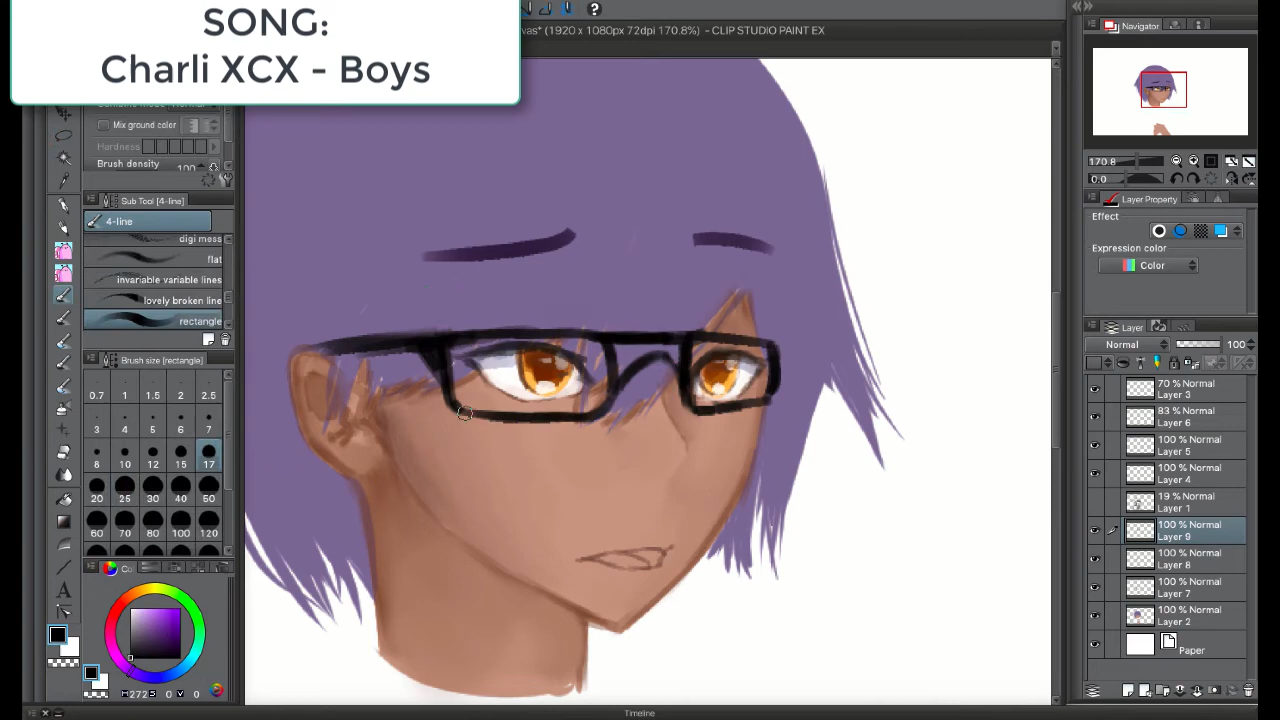 SONG:
Charli XCX - Boys
vas* (1920 x 1080px 72dpi 170.8%) - CLIP STUDIO PAINT EX
Navigator
Mix ground color
Hardness
Brush density
100
Sub Tool [4-line]
4-line
digi mess
flat
invariable variable lines
lovely broken line
rectangle
Brush size [rectangle]
0.7 1 1.5 2 2.5
3 4 5 6 7
8 10 12 15 17
20 25 30 40 50
60 70 80 100 120
Co
H272S 0 V 0
170.8
0.0
Layer Property
Effect
Expression color
Color
Layer
Normal 100
70 % Normal
Layer 3
83 % Normal
Layer 6
100 % Normal
Layer 5
100 % Normal
Layer 4
19 % Normal
Layer 1
100 % Normal
Layer 9
100 % Normal
Layer 8
100 % Normal
Layer 7
100 % Normal
Layer 2
Paper
Timeline